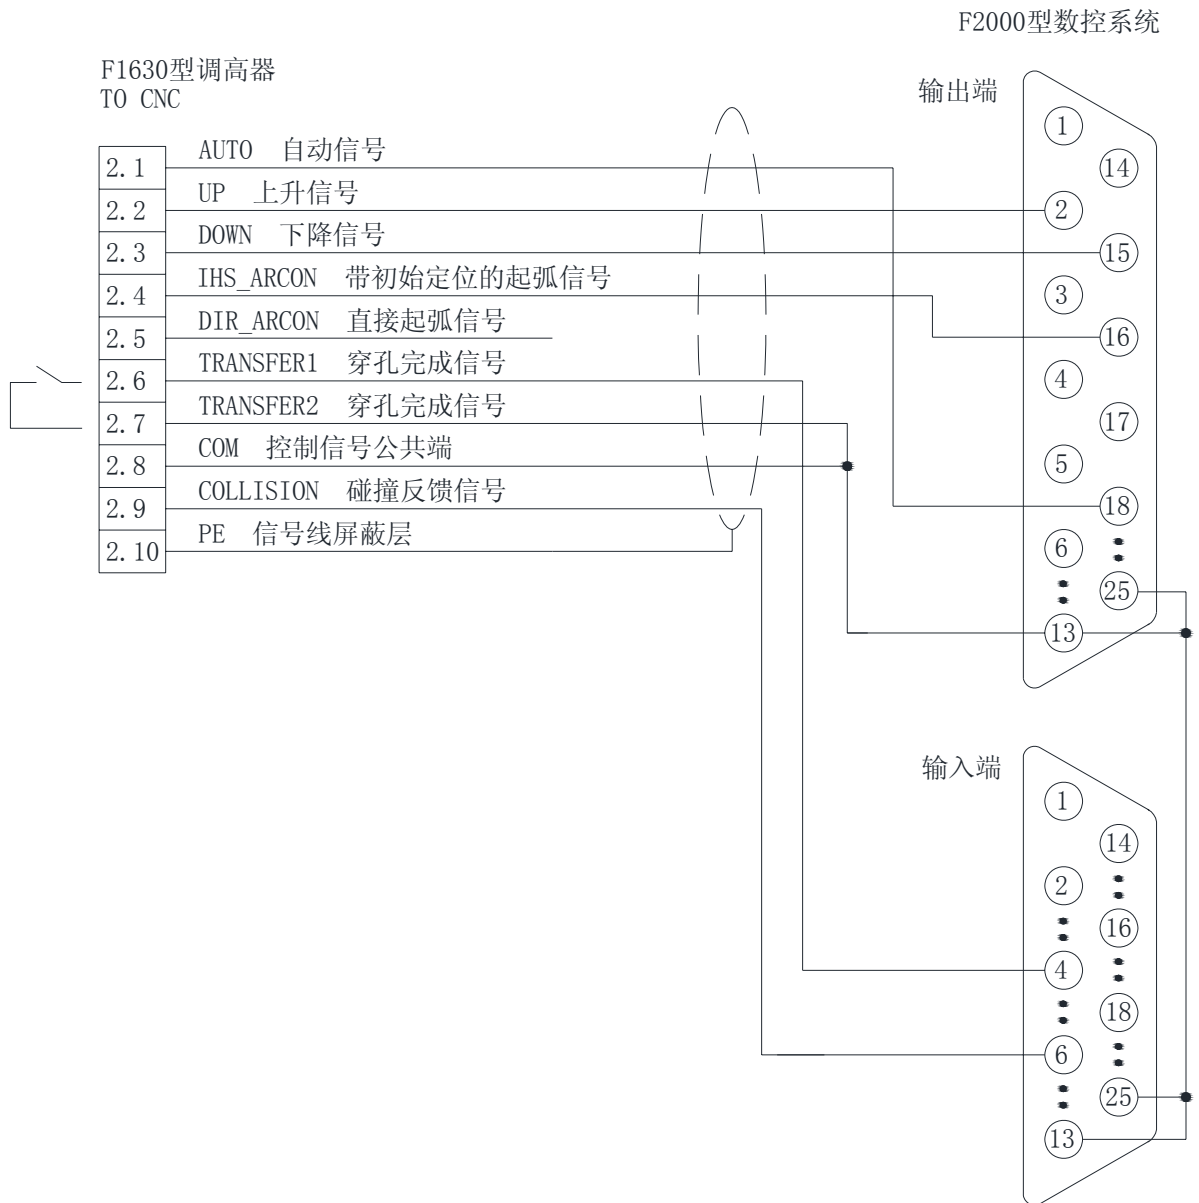 F2000型数控系统
F1630型调高器
TO CNC
输出端
2.1 AUTO 自动信号
2.2 UP 上升信号
2.3 DOWN 下降信号
2.4 IHS_ARCON 带初始定位的起弧信号
2.5 DIR_ARCON 直接起弧信号
2.6 TRANSFER1 穿孔完成信号
2.7 TRANSFER2 穿孔完成信号
2.8 COM 控制信号公共端
2.9 COLLISION 碰撞反馈信号
2.10 PE 信号线屏蔽层
1
14
2
15
3
16
4
17
5
18
6
25
13
输入端
1
14
2
16
4
18
6
25
13